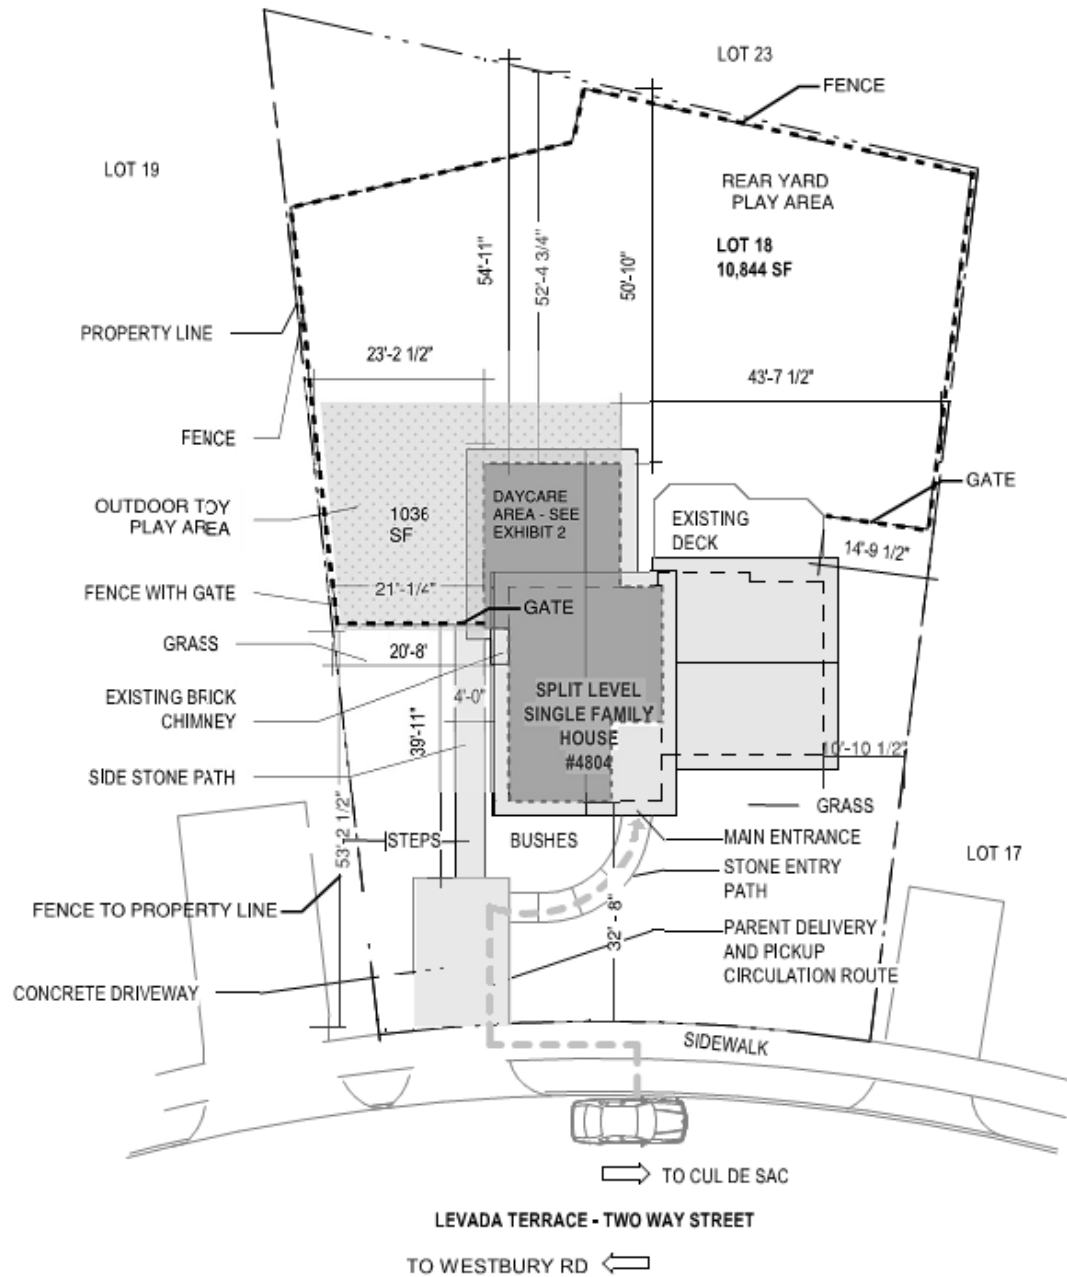 LOT 23
FENCE
LOT 19
REAR YARD
PLAY AREA
LOT 18
10,844 SF
54'-11"
52'-4 3/4"
50'-10"
PROPERTY LINE
23'-2 1/2"
43'-7 1/2"
FENCE
GATE
OUTDOOR TOY
PLAY AREA
1036
SF
DAYCARE
AREA - SEE
EXHIBIT 2
EXISTING
DECK
14'-9 1/2"
FENCE WITH GATE
21'-1/4"
GATE
GRASS
20'-8'
EXISTING BRICK
CHIMNEY
4'-0"
39'-11"
SPLIT LEVEL
SINGLE FAMILY
HOUSE
#4804
10'-10 1/2"
SIDE STONE PATH
GRASS
53'-2 1/2"
STEPS
BUSHES
MAIN ENTRANCE
LOT 17
STONE ENTRY
PATH
FENCE TO PROPERTY LINE
32' - 8"
PARENT DELIVERY
AND PICKUP
CIRCULATION ROUTE
CONCRETE DRIVEWAY
SIDEWALK
TO CUL DE SAC
LEVADA TERRACE - TWO WAY STREET
TO WESTBURY RD